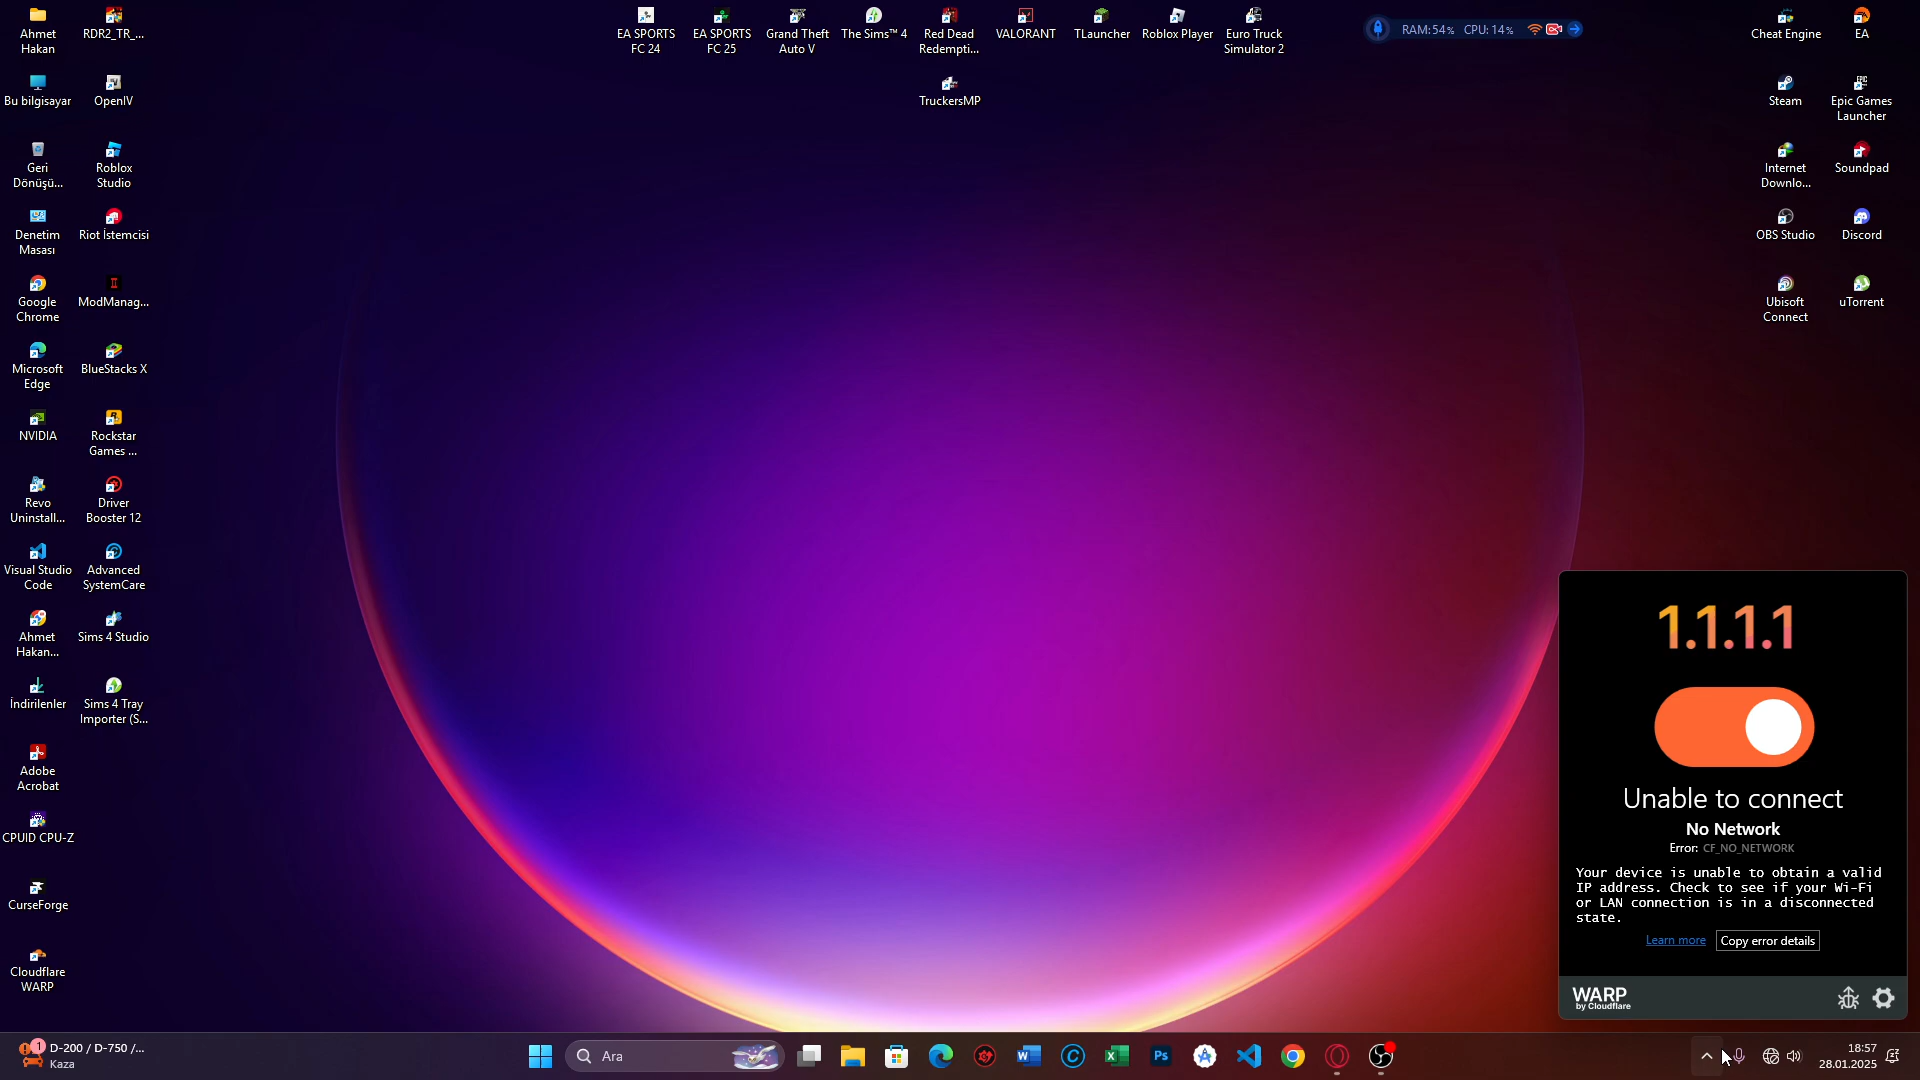 Ahmet
Hakan
RDR2_TR_...
EA SPORTS
FC 24
EA SPORTS
FC 25
Grand Theft
Auto V
The Sims™ 4
Red Dead
Redempti...
VALORANT
TLauncher
Roblox Player
Euro Truck
Simulator 2
RAM:54% CPU: 14%
Cheat Engine
EA
Bu bilgisayar
OpenIV
TruckersMP
Steam
Epic Games
Launcher
Geri
Dönüşü...
Roblox
Studio
Internet
Downlo...
Soundpad
Denetim
Masası
Riot İstemcisi
OBS Studio
Discord
Google
Chrome
ModManag...
Ubisoft
Connect
uTorrent
Microsoft
Edge
BlueStacks X
NVIDIA
Rockstar
Games ...
Revo
Uninstall...
Driver
Booster 12
Visual Studio
Code
Advanced
SystemCare
Ahmet
Hakan...
Sims 4 Studio
İndirilenler
Sims 4 Tray
Importer (S...
Adobe
Acrobat
CPUID CPU-Z
CurseForge
Cloudflare
WARP
1.1.1.1
Unable to connect
No Network
Error: CF_NO_NETWORK
Your device is unable to obtain a valid
IP address. Check to see if your Wi-Fi
or LAN connection is in a disconnected
state.
Learn more
Copy error details
WARP
by Cloudflare
1
D-200 / D-750 /...
Kaza
Ara
18:57
28.01.2025